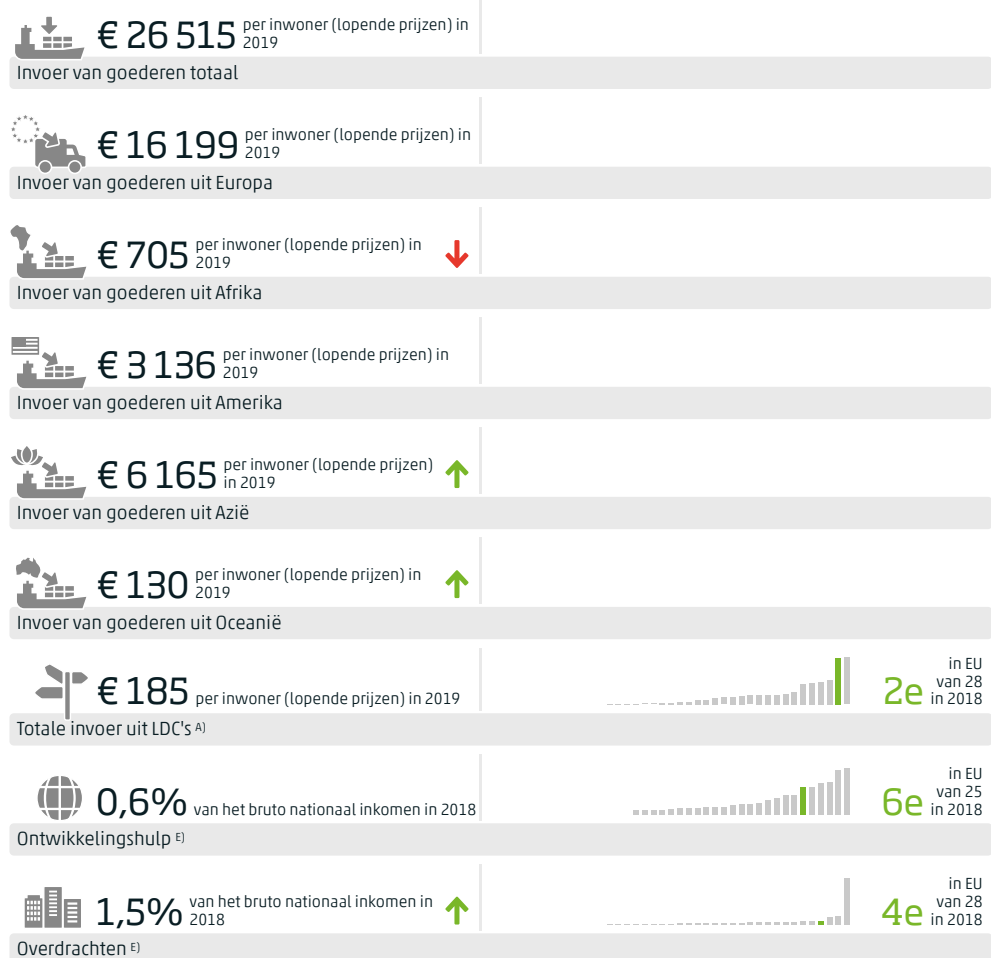 € 26 515 per inwoner (lopende prijzen) in
2019
Invoer van goederen totaal
€ 16 199 per inwoner (lopende prijzen) in
2019
Invoer van goederen uit Europa
€ 705 per inwoner (lopende prijzen) in
2019
Invoer van goederen uit Afrika
€ 3 136 per inwoner (lopende prijzen) in
2019
Invoer van goederen uit Amerika
€ 6 165 per inwoner (lopende prijzen)
in 2019
Invoer van goederen uit Azië
€ 130 per inwoner (lopende prijzen) in
2019
Invoer van goederen uit Oceanië
€ 185 per inwoner (lopende prijzen) in 2019
2e in EU
van 28
in 2018
Totale invoer uit LDC's A)
0,6% van het bruto nationaal inkomen in 2018
6e in EU
van 25
in 2018
Ontwikkelingshulp E)
1,5% van het bruto nationaal inkomen in
2018
4e in EU
van 28
in 2018
Overdrachten E)